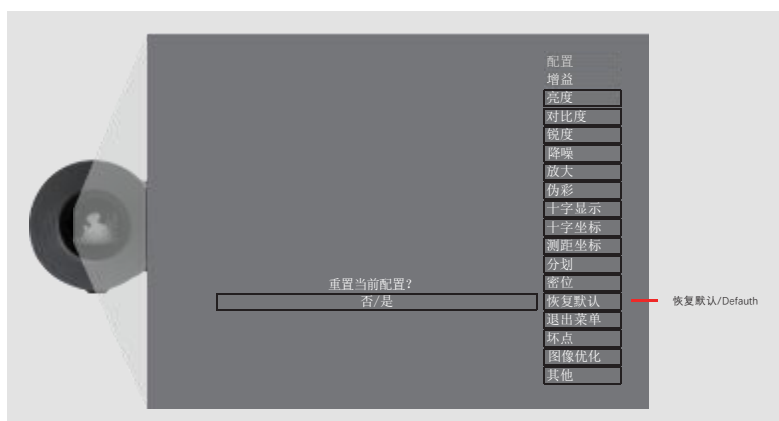 配置
增益
亮度
对比度
锐度
降噪
放大
伪彩
十字显示
十字坐标
测距坐标
分划
密位
恢复默认
退出菜单
坏点
图像优化
其他
重置当前配置?
否/是
恢复默认/Defauth